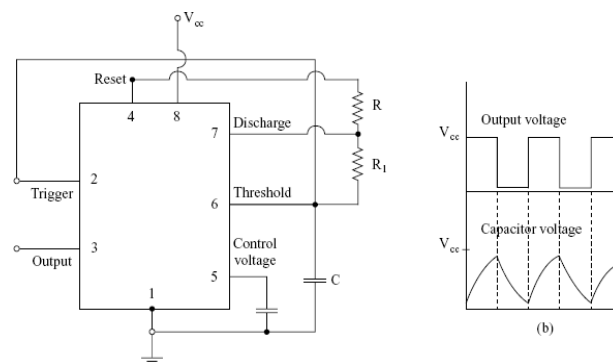 V_cc
Reset
4
8
R
7
Discharge
R_1
2
Trigger
6
Threshold
3
Output
Control
voltage
5
C
1
Output voltage
V_cc
Capacitor voltage
V_cc
(b)